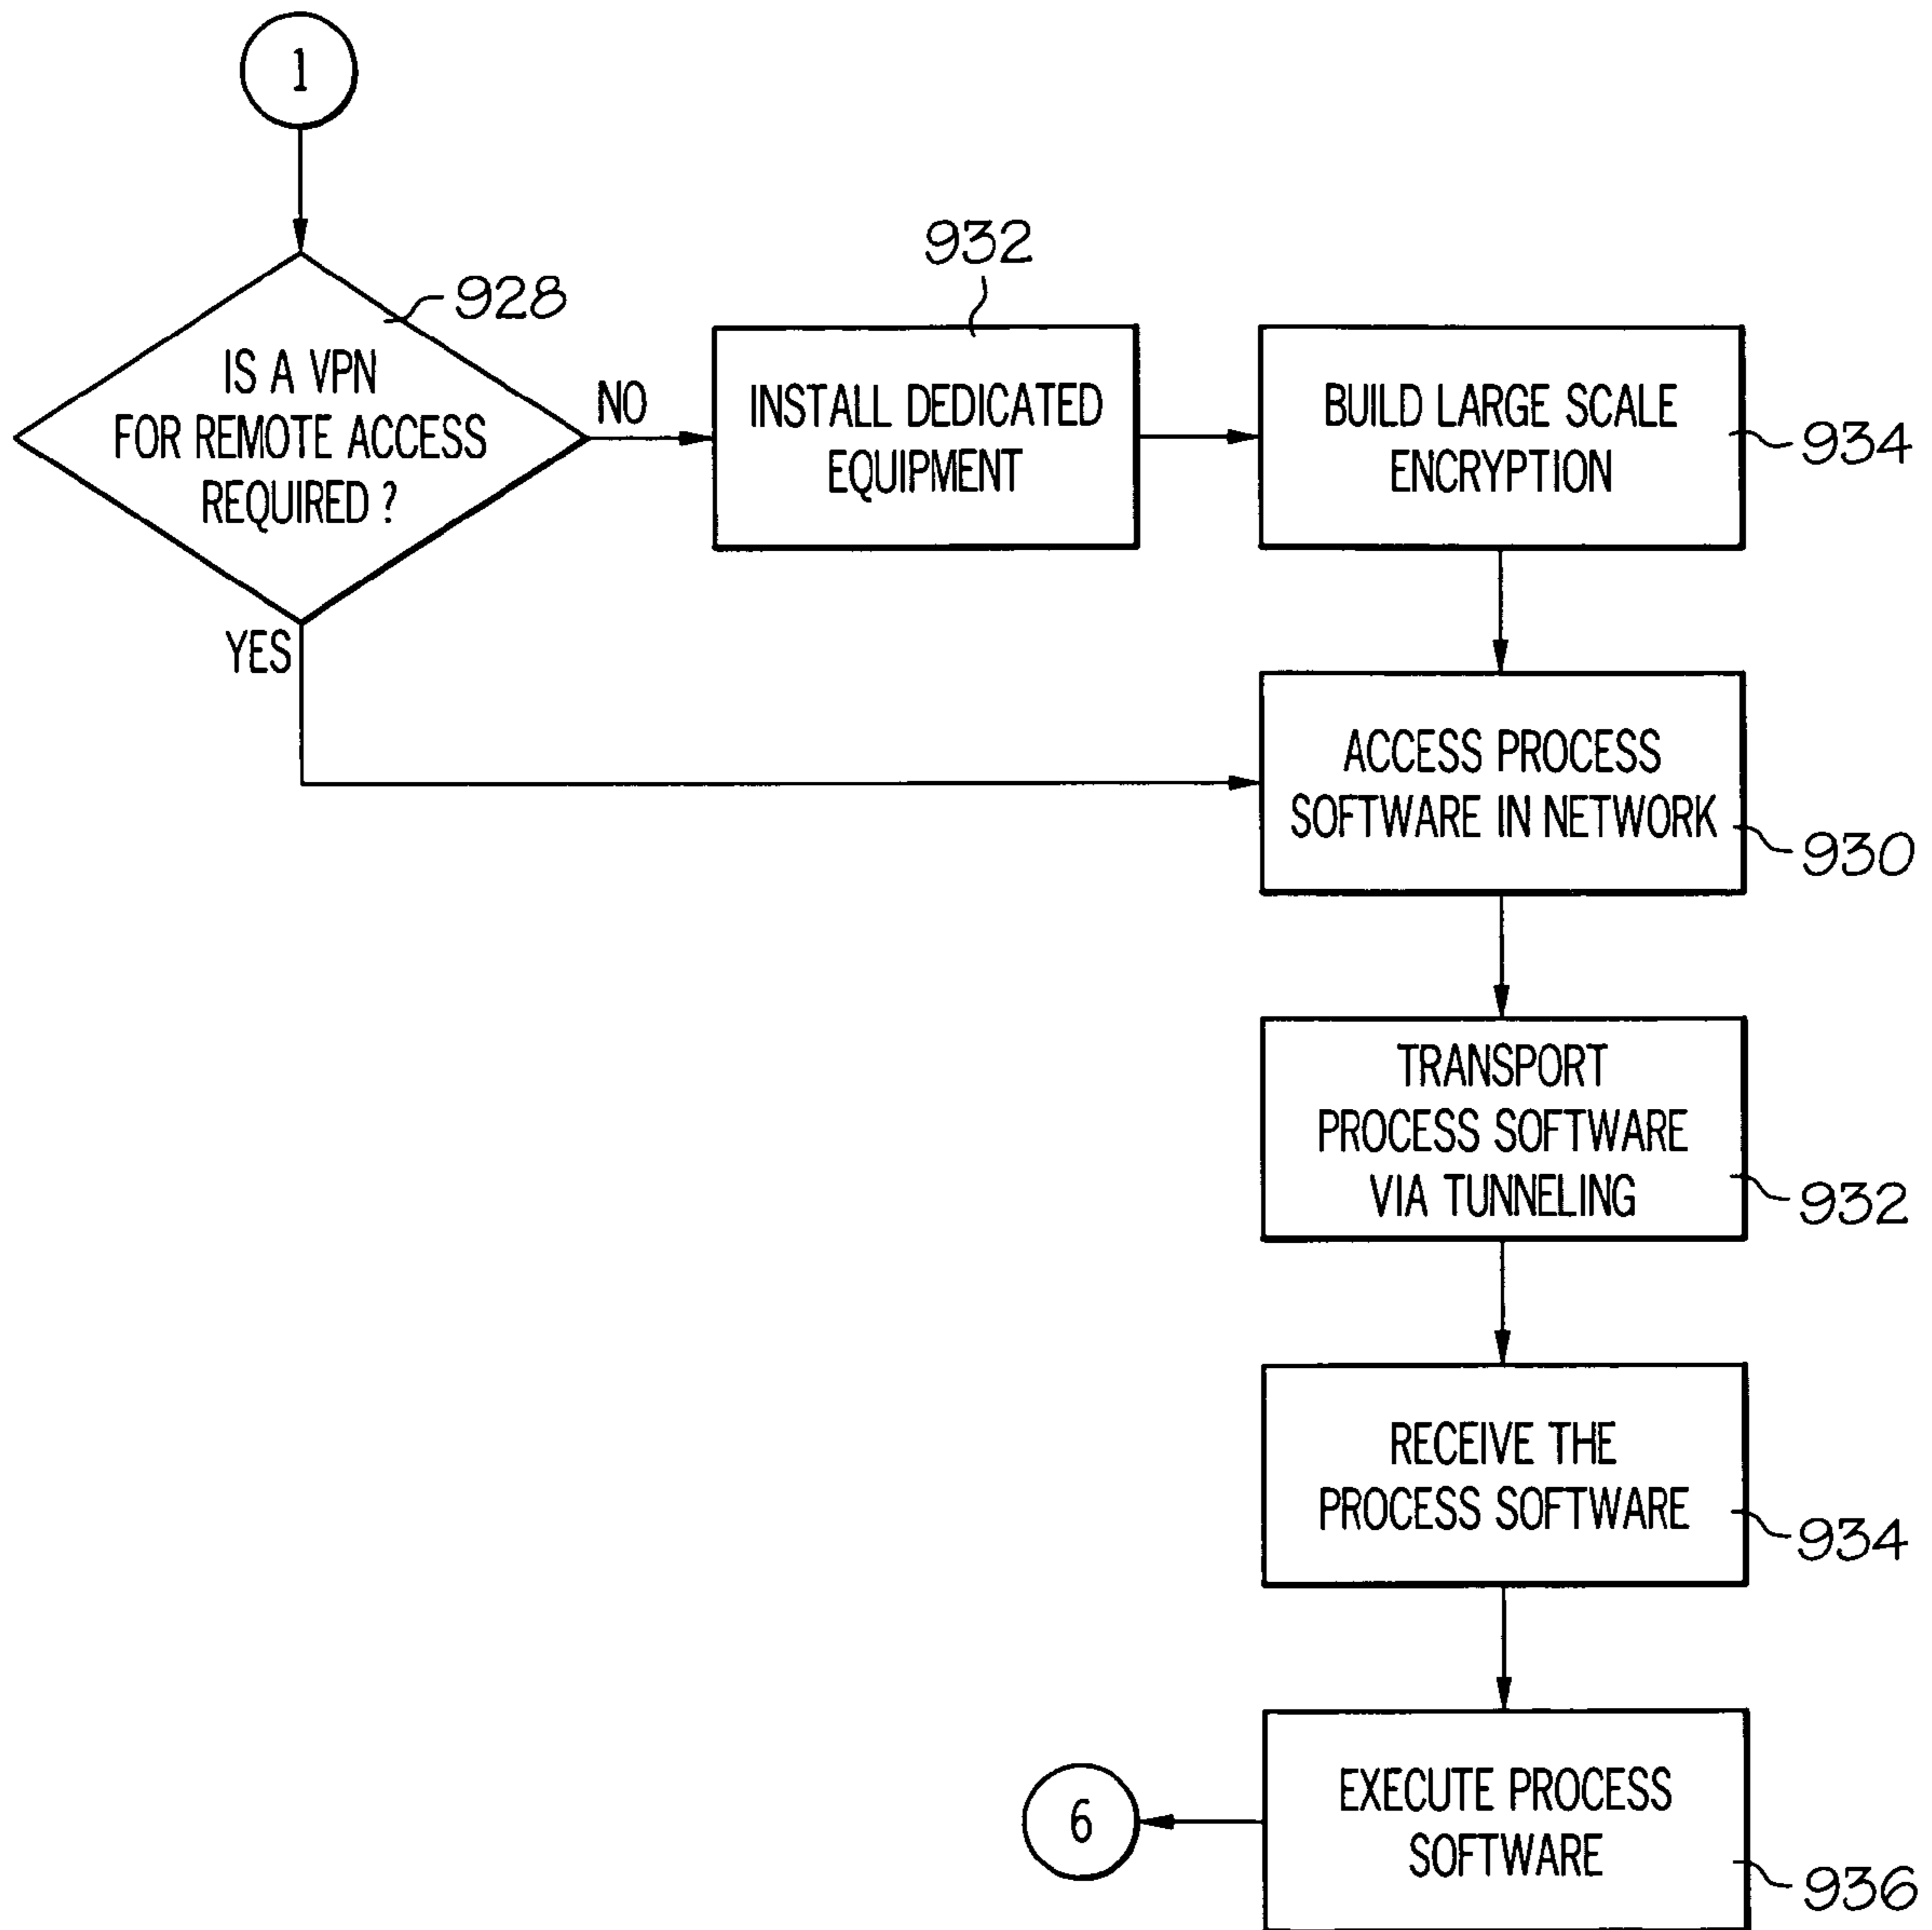 1
928
IS A VPN
FOR REMOTE ACCESS
REQUIRED ?
NO
YES
932
INSTALL DEDICATED
EQUIPMENT
BUILD LARGE SCALE
ENCRYPTION
934
ACCESS PROCESS
SOFTWARE IN NETWORK
930
TRANSPORT
PROCESS SOFTWARE
VIA TUNNELING
932
RECEIVE THE
PROCESS SOFTWARE
934
EXECUTE PROCESS
SOFTWARE
936
6